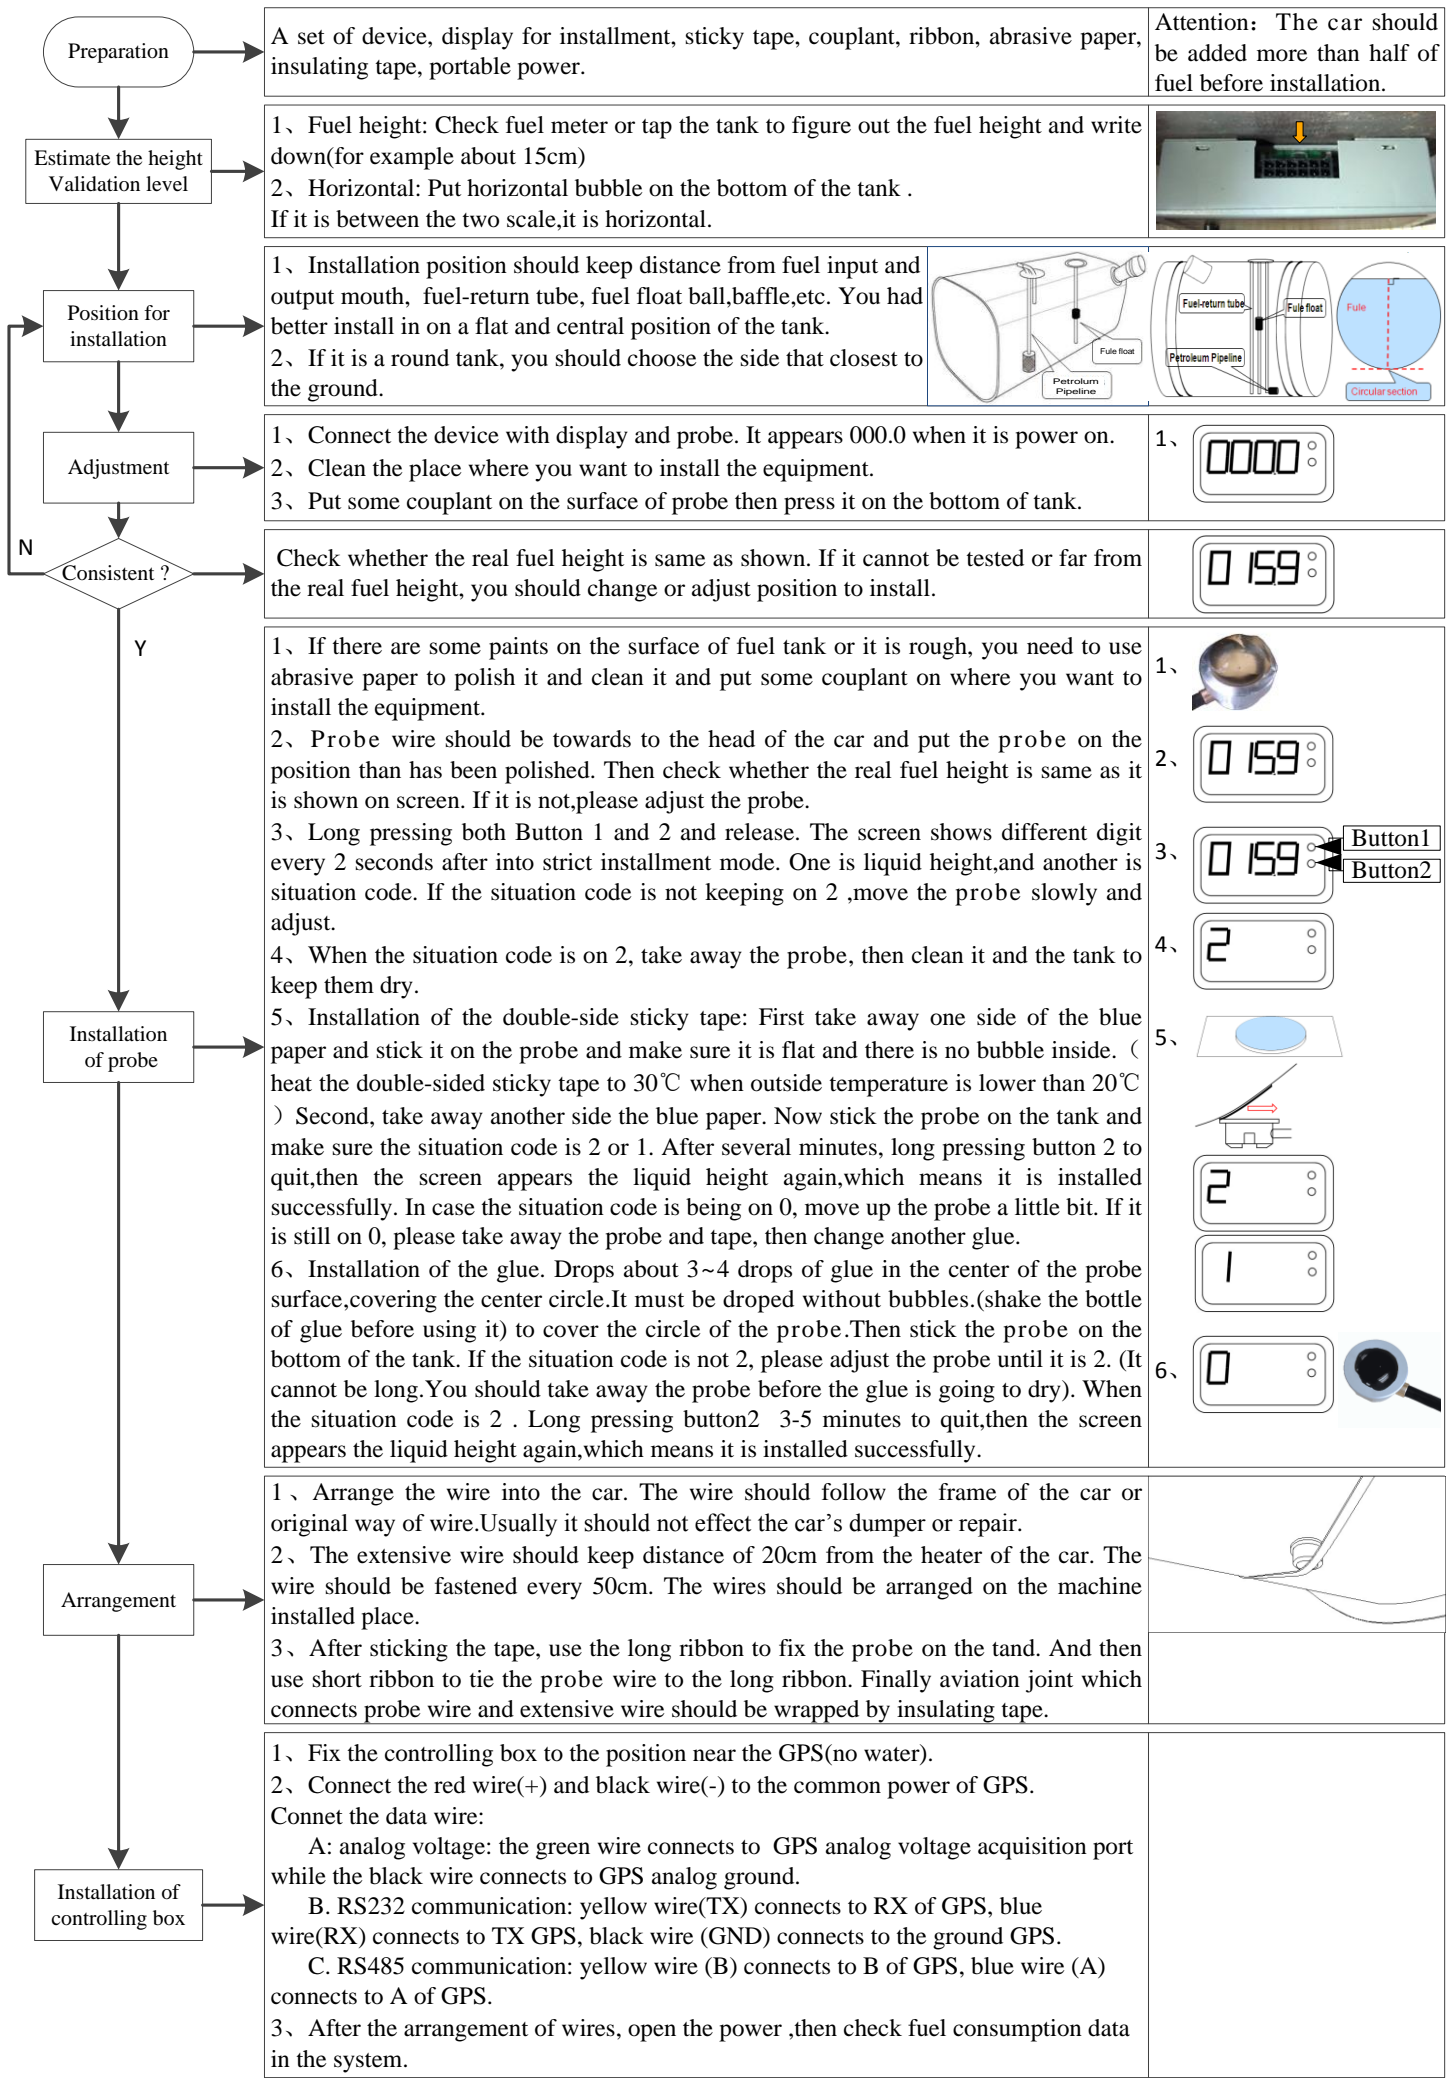 Preparation
A set of device, display for installment, sticky tape, couplant, ribbon, abrasive paper,
insulating tape, portable power.
Attention： The car should
be added more than half of
fuel before installation.
Estimate the height
Validation level
1、Fuel height: Check fuel meter or tap the tank to figure out the fuel height and write
down(for example about 15cm)
2、Horizontal: Put horizontal bubble on the bottom of the tank .
If it is between the two scale,it is horizontal.
Position for
installation
1、Installation position should keep distance from fuel input and
output mouth, fuel-return tube, fuel float ball,baffle,etc. You had
better install in on a flat and central position of the tank.
2、If it is a round tank, you should choose the side that closest to
the ground.
Fule float
Petrolum
Pipeline
Fuel-return tube
Fule float
Petroleum Pipeline
Fule
Circular section
Adjustment
1、Connect the device with display and probe. It appears 000.0 when it is power on.
2、Clean the place where you want to install the equipment.
3、Put some couplant on the surface of probe then press it on the bottom of tank.
1、
000.0
N
Consistent ?
Check whether the real fuel height is same as shown. If it cannot be tested or far from
the real fuel height, you should change or adjust position to install.
015.9
Y
Installation
of probe
1、If there are some paints on the surface of fuel tank or it is rough, you need to use
abrasive paper to polish it and clean it and put some couplant on where you want to
install the equipment.
2、Probe wire should be towards to the head of the car and put the probe on the
position than has been polished. Then check whether the real fuel height is same as it
is shown on screen. If it is not,please adjust the probe.
3、Long pressing both Button 1 and 2 and release. The screen shows different digit
every 2 seconds after into strict installment mode. One is liquid height,and another is
situation code. If the situation code is not keeping on 2 ,move the probe slowly and
adjust.
4、When the situation code is on 2, take away the probe, then clean it and the tank to
keep them dry.
5、Installation of the double-side sticky tape: First take away one side of the blue
paper and stick it on the probe and make sure it is flat and there is no bubble inside.（
heat the double-sided sticky tape to 30℃ when outside temperature is lower than 20℃
）Second, take away another side the blue paper. Now stick the probe on the tank and
make sure the situation code is 2 or 1. After several minutes, long pressing button 2 to
quit,then the screen appears the liquid height again,which means it is installed
successfully. In case the situation code is being on 0, move up the probe a little bit. If it
is still on 0, please take away the probe and tape, then change another glue.
6、Installation of the glue. Drops about 3~4 drops of glue in the center of the probe
surface,covering the center circle.It must be droped without bubbles.(shake the bottle
of glue before using it) to cover the circle of the probe.Then stick the probe on the
bottom of the tank. If the situation code is not 2, please adjust the probe until it is 2. (It
cannot be long.You should take away the probe before the glue is going to dry). When
the situation code is 2 . Long pressing button2 3-5 minutes to quit,then the screen
appears the liquid height again,which means it is installed successfully.
1、
2、
015.9
3、
015.9
Button1
Button2
4、
2
5、
2
1
6、
0
Arrangement
1、Arrange the wire into the car. The wire should follow the frame of the car or
original way of wire.Usually it should not effect the car’s dumper or repair.
2、The extensive wire should keep distance of 20cm from the heater of the car. The
wire should be fastened every 50cm. The wires should be arranged on the machine
installed place.
3、After sticking the tape, use the long ribbon to fix the probe on the tand. And then
use short ribbon to tie the probe wire to the long ribbon. Finally aviation joint which
connects probe wire and extensive wire should be wrapped by insulating tape.
Installation of
controlling box
1、Fix the controlling box to the position near the GPS(no water).
2、Connect the red wire(+) and black wire(-) to the common power of GPS.
Connet the data wire:
A: analog voltage: the green wire connects to GPS analog voltage acquisition port
while the black wire connects to GPS analog ground.
B. RS232 communication: yellow wire(TX) connects to RX of GPS, blue
wire(RX) connects to TX GPS, black wire (GND) connects to the ground GPS.
C. RS485 communication: yellow wire (B) connects to B of GPS, blue wire (A)
connects to A of GPS.
3、After the arrangement of wires, open the power ,then check fuel consumption data
in the system.